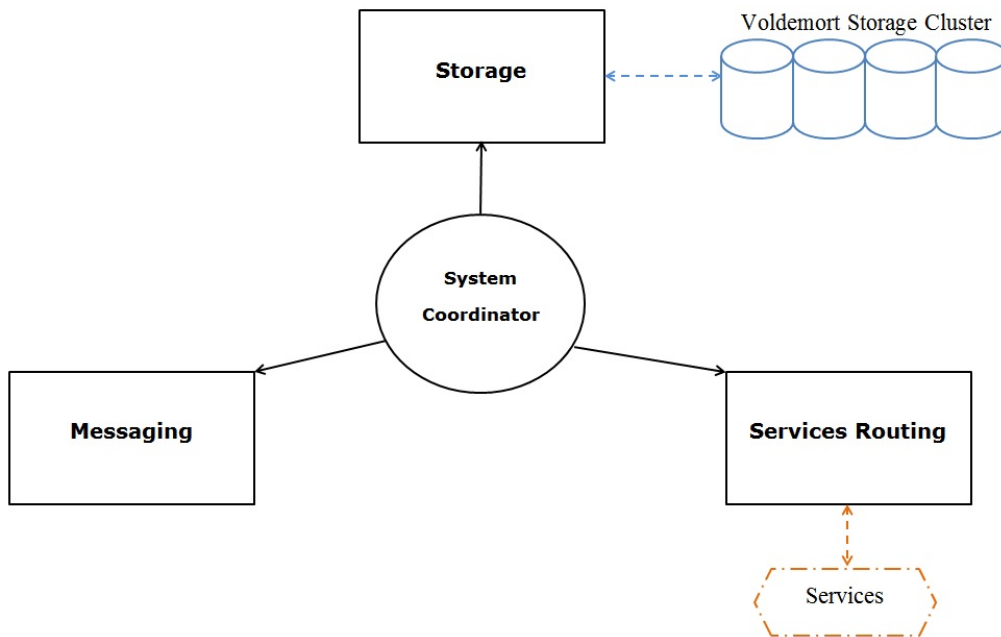 Voldemort Storage Cluster
Storage
System
Coordinator
Messaging
Services Routing
Services